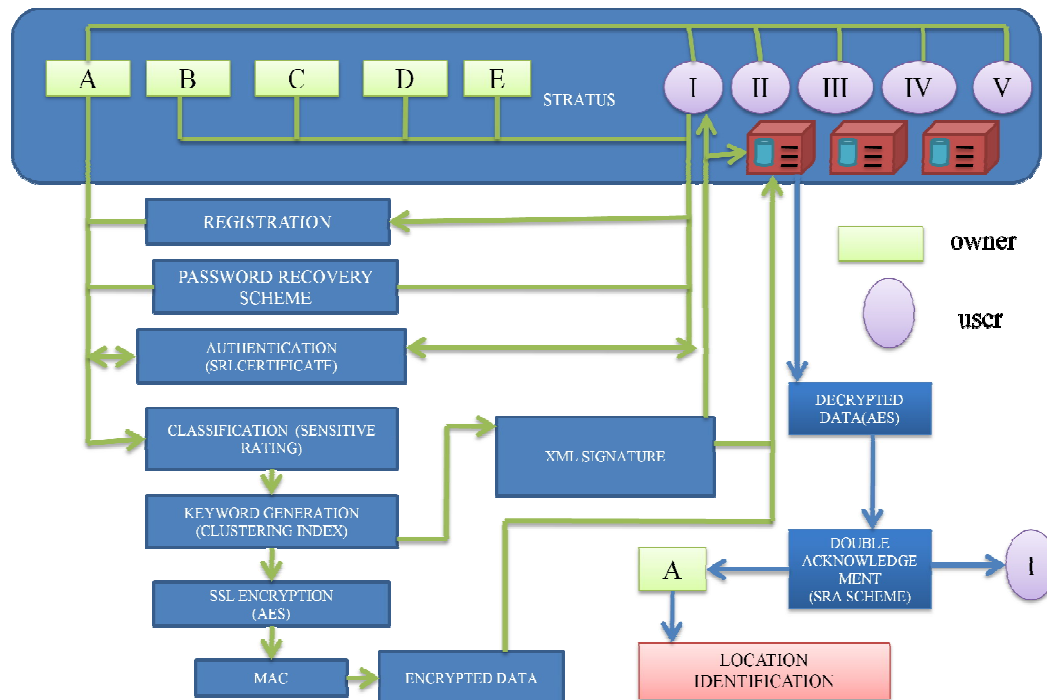 A
B
C
D
E
STRATUS
I
II
III
IV
V
REGISTRATION
PASSWORD RECOVERY
SCHEME
AUTHENTICATION
(SRLCERTIFICATE)
CLASSIFICATION (SENSITIVE
RATING)
KEYWORD GENERATION
(CLUSTERING INDEX)
SSL ENCRYPTION
(AES)
MAC
ENCRYPTED DATA
XML SIGNATURE
owner
user
DECRYPTED
DATA(AES)
DOUBLE
ACKNOWLEDGE
MENT
(SRA SCHEME)
A
I
LOCATION
IDENTIFICATION